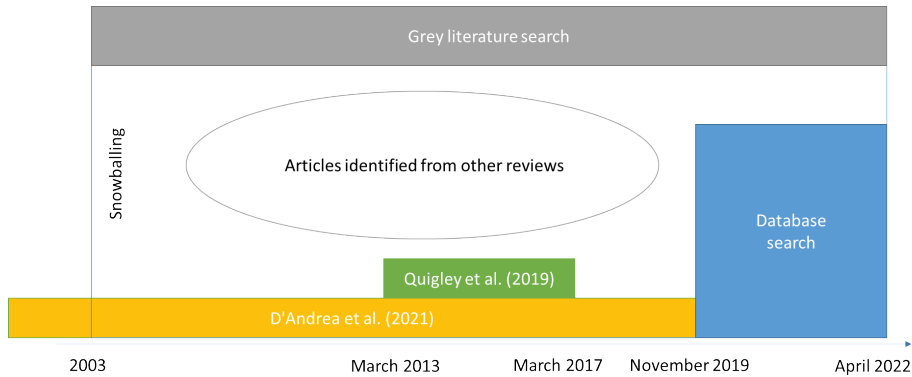 Grey literature search
Snowballing
Articles identified from other reviews
Database
search
Quigley et al. (2019)
D'Andrea et al. (2021)
2003
March 2013
March 2017
November 2019
April 2022